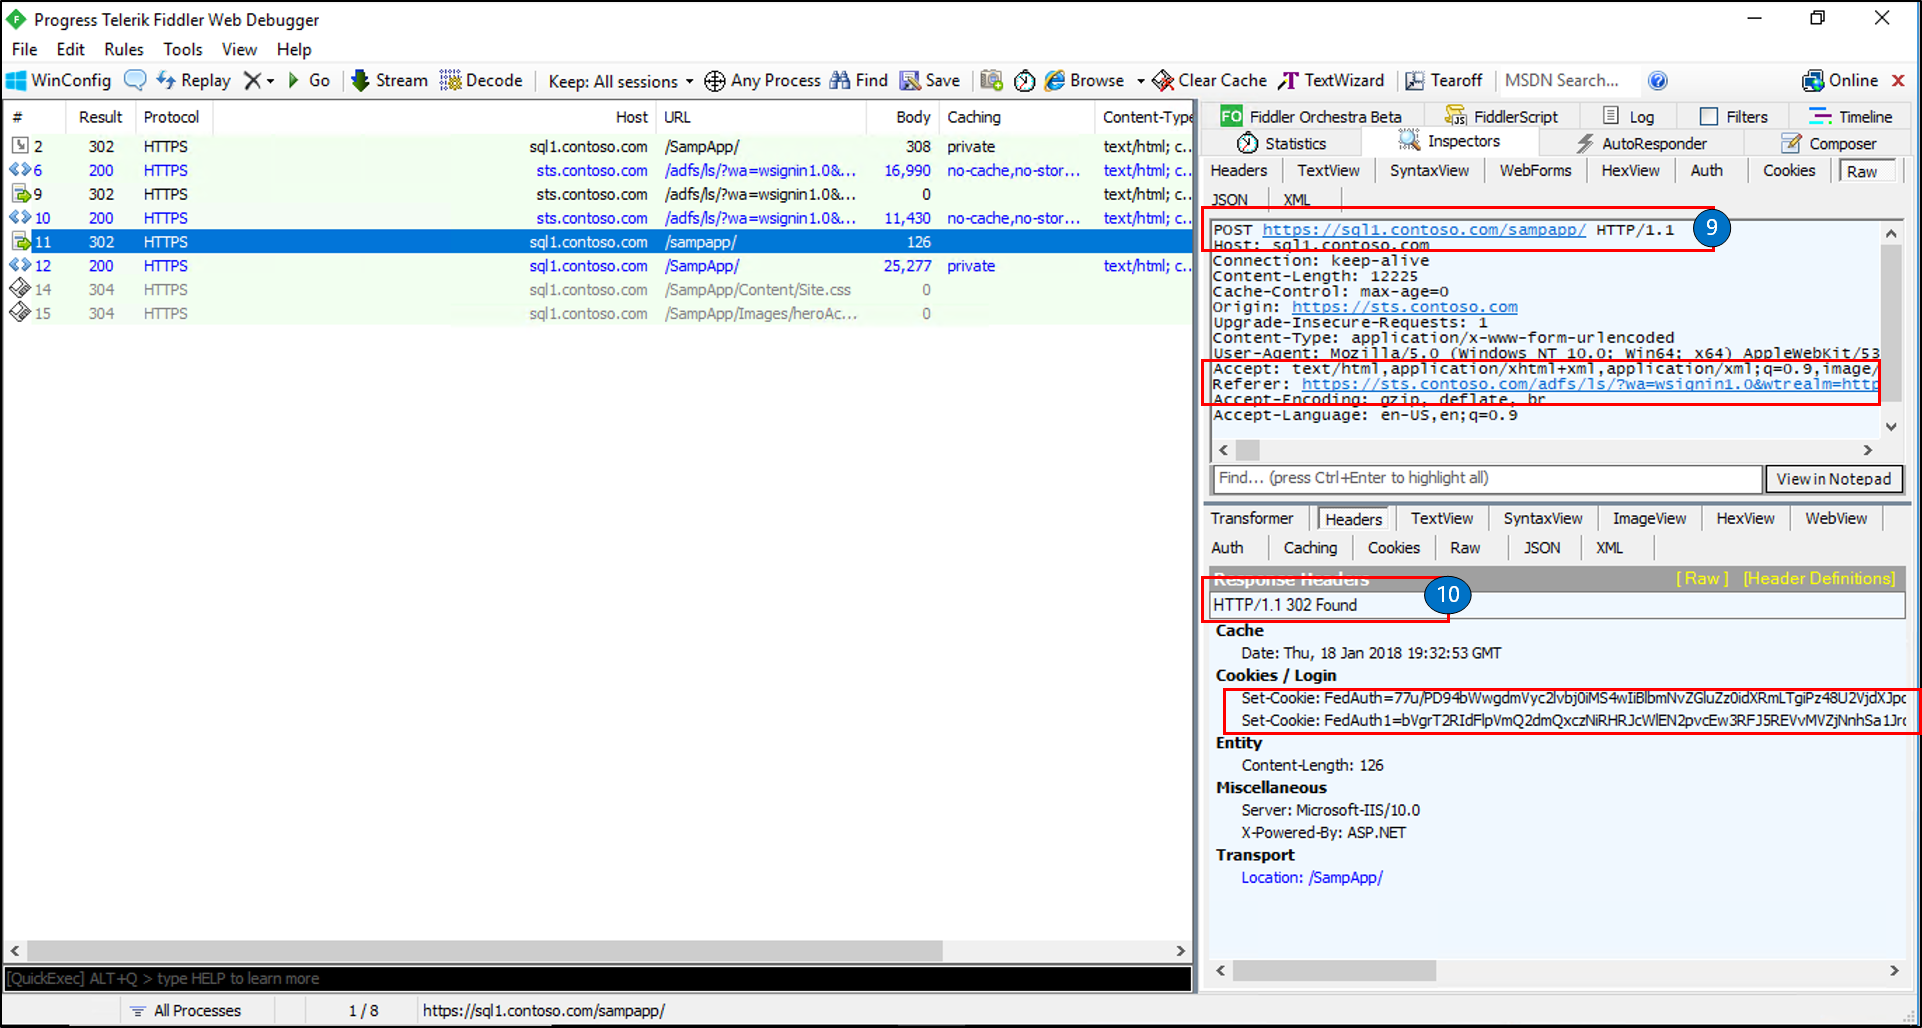 Progress Telerik Fiddler Web Debugger
File Edit Rules Tools View Help
WinConfig Replay Go Stream Decode Keep: All sessions Any Process Find Save Browse Clear Cache TextWizard Tearoff MSDN Search... Online
# Result Protocol Host URL Body Caching Content-Type
2 302 HTTPS sql1.contoso.com /SampApp/ 308 private text/html; c...
6 200 HTTPS sts.contoso.com /adfs/ls/?wa=wsignin1.0&... 16,990 no-cache,no-stor... text/html; c...
9 302 HTTPS sts.contoso.com /adfs/ls/?wa=wsignin1.0&... 0 text/html; c...
10 200 HTTPS sts.contoso.com /adfs/ls/?wa=wsignin1.0&... 11,430 no-cache,no-stor... text/html; c...
11 302 HTTPS sql1.contoso.com /sampapp/ 126
12 200 HTTPS sql1.contoso.com /SampApp/ 25,277 private text/html; c...
14 304 HTTPS sql1.contoso.com /SampApp/Content/Site.css 0
15 304 HTTPS sql1.contoso.com /SampApp/Images/heroAc... 0
[QuickExec] ALT+Q > type HELP to learn more
All Processes 1 / 8 https://sql1.contoso.com/sampapp/
FO Fiddler Orchestra Beta FiddlerScript Log Filters Timeline
Statistics Inspectors AutoResponder Composer
Headers TextView SyntaxView WebForms HexView Auth Cookies Raw
JSON XML
POST https://sql1.contoso.com/sampapp/ HTTP/1.1 9
Host: sql1.contoso.com
Connection: keep-alive
Content-Length: 12225
Cache-Control: max-age=0
Origin: https://sts.contoso.com
Upgrade-Insecure-Requests: 1
Content-Type: application/x-www-form-urlencoded
User-Agent: Mozilla/5.0 (Windows NT 10.0; Win64; x64) AppleWebKit/53
Accept: text/html,application/xhtml+xml,application/xml;q=0.9,image/
Referer: https://sts.contoso.com/adfs/ls/?wa=wsignin1.0&wtrealm=http
Accept-Encoding: gzip, deflate, br
Accept-Language: en-US,en;q=0.9
Find... (press Ctrl+Enter to highlight all) View in Notepad
Transformer Headers TextView SyntaxView ImageView HexView WebView
Auth Caching Cookies Raw JSON XML
Response Headers [ Raw ] [Header Definitions]
HTTP/1.1 302 Found 10
Cache
Date: Thu, 18 Jan 2018 19:32:53 GMT
Cookies / Login
Set-Cookie: FedAuth=
Set-Cookie: FedAuth1=
Entity
Content-Length: 126
Miscellaneous
Server: Microsoft-IIS/10.0
X-Powered-By: ASP.NET
Transport
Location: /SampApp/